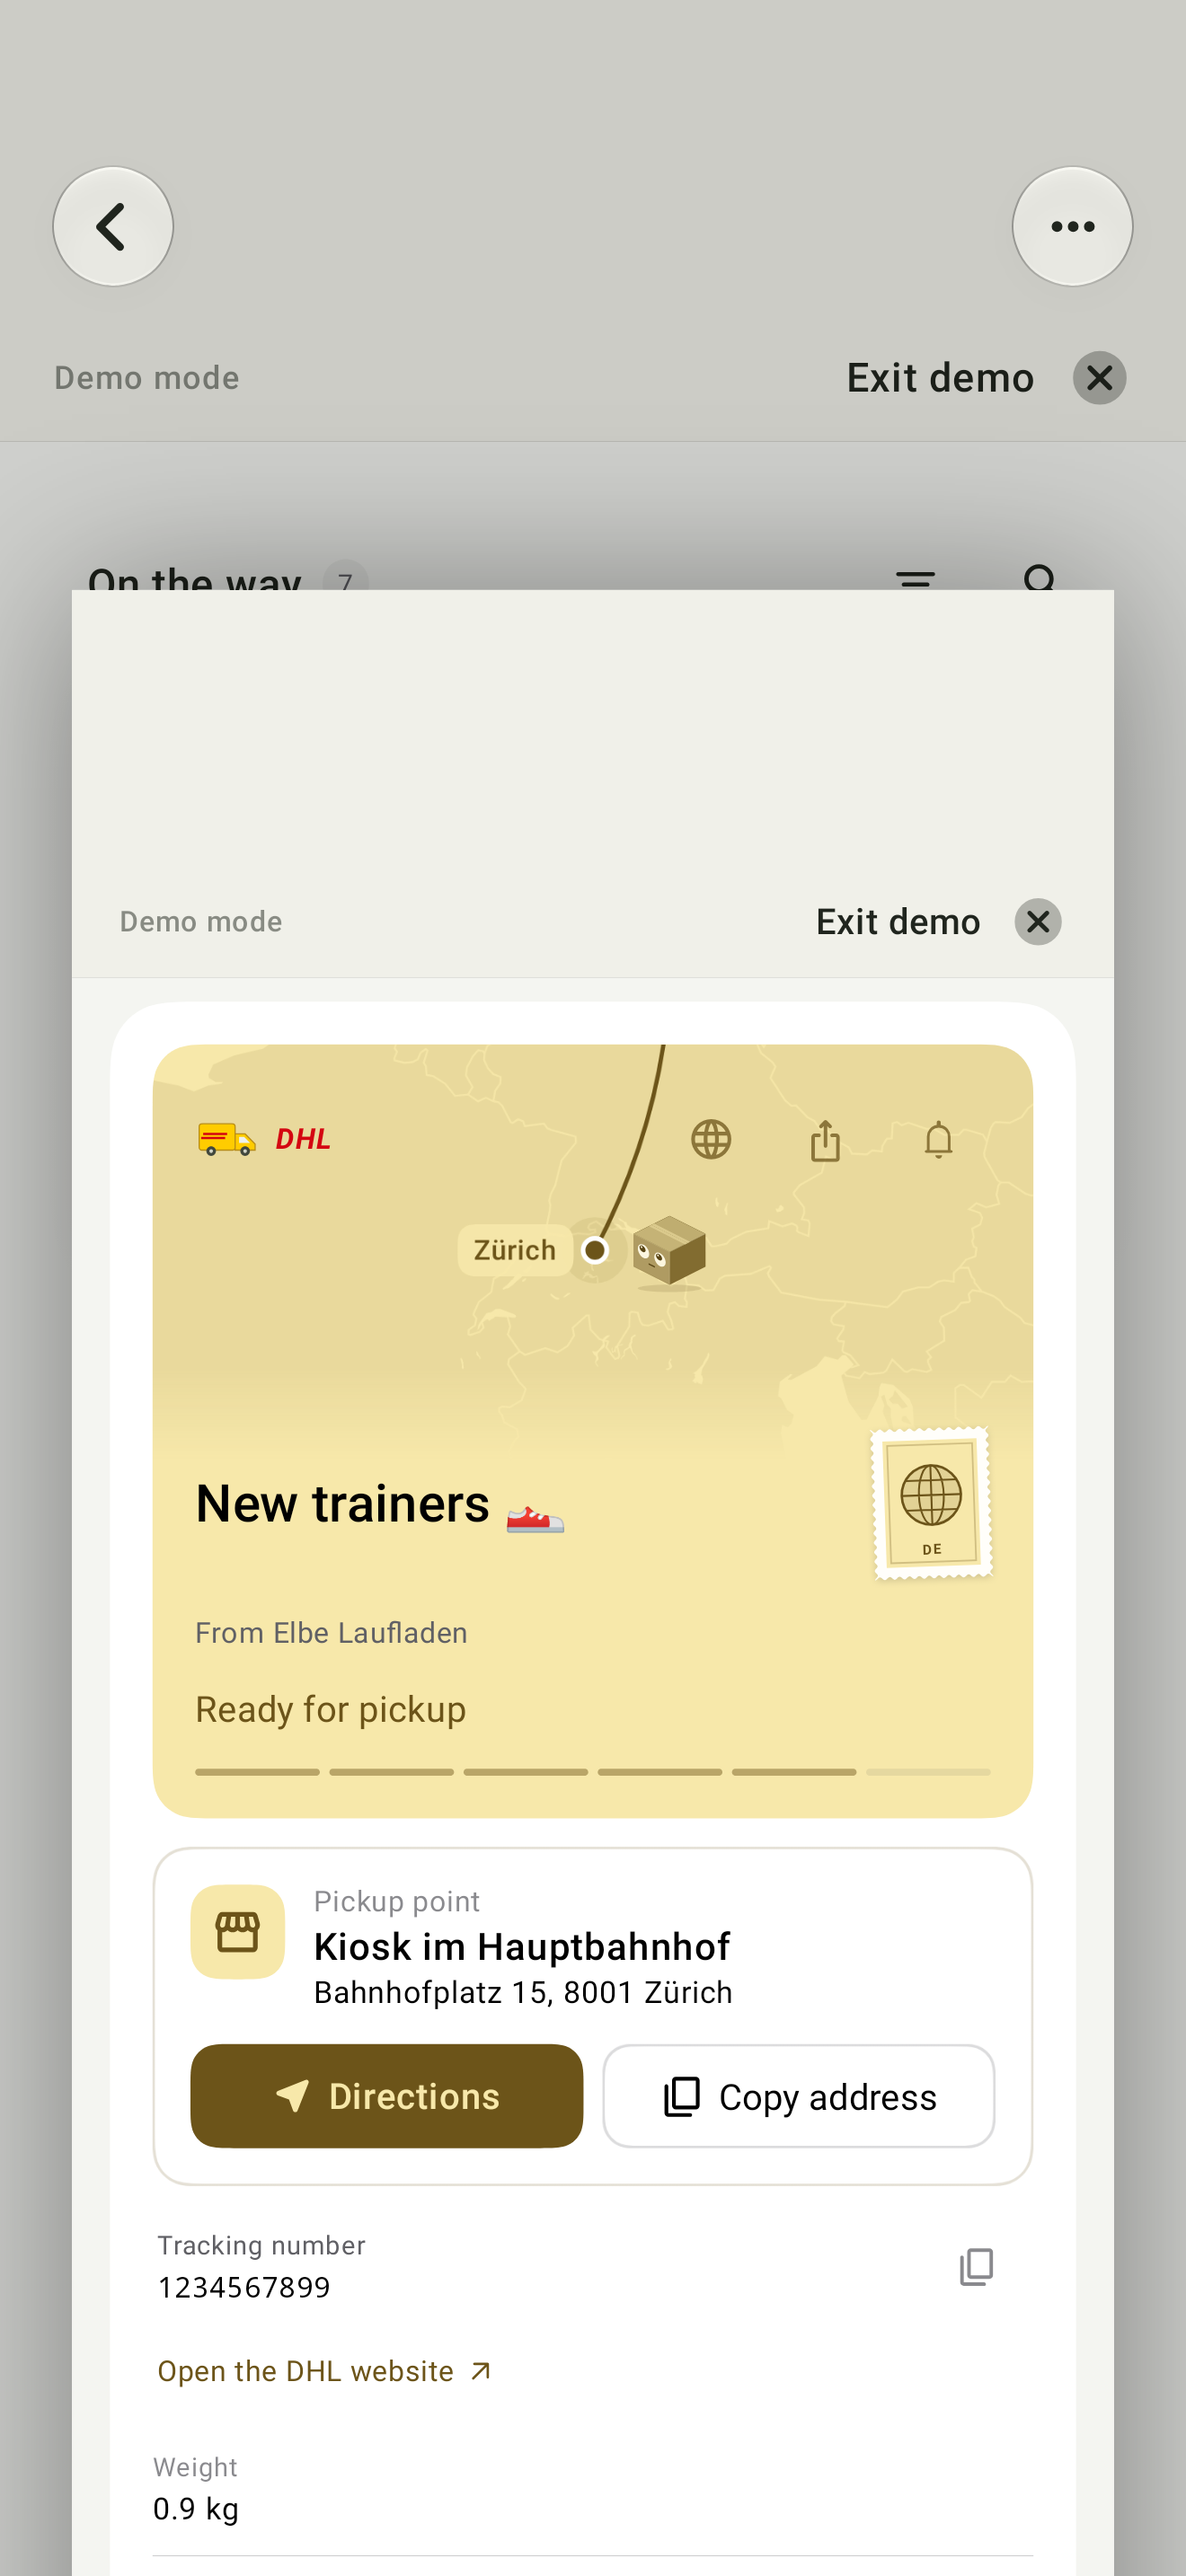 Demo mode
Exit demo
On the way 7
Demo mode
Exit demo
DHL
Zürich
New trainers
DE
From Elbe Laufladen
Ready for pickup
Pickup point
Kiosk im Hauptbahnhof
Bahnhofplatz 15, 8001 Zürich
Directions
Copy address
Tracking number
1234567899
Open the DHL website
Weight
0.9 kg